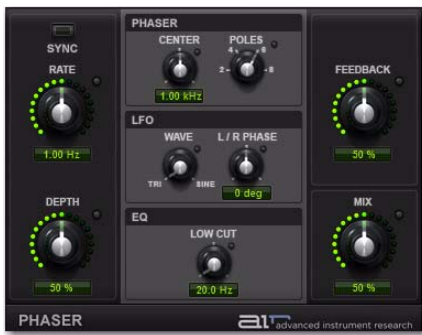 SYNC
RATE
1.00 Hz
DEPTH
50 %
PHASER
CENTER
POLES
2 4 6 8
1.00 kHz
LFO
WAVE
L / R PHASE
TRI SINE
0 deg
EQ
LOW CUT
20.0 Hz
FEEDBACK
50 %
MIX
50 %
PHASER
air advanced instrument research